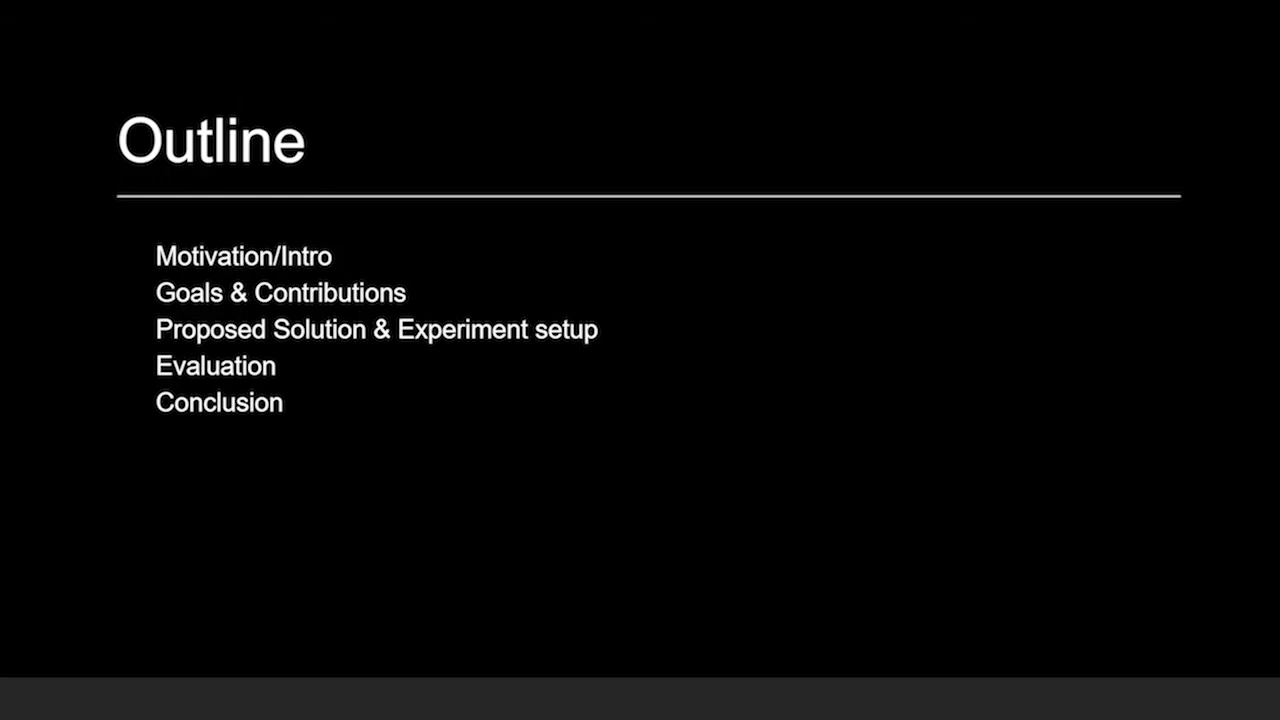 Outline
Motivation/Intro
Goals & Contributions
Proposed Solution & Experiment setup
Evaluation
Conclusion